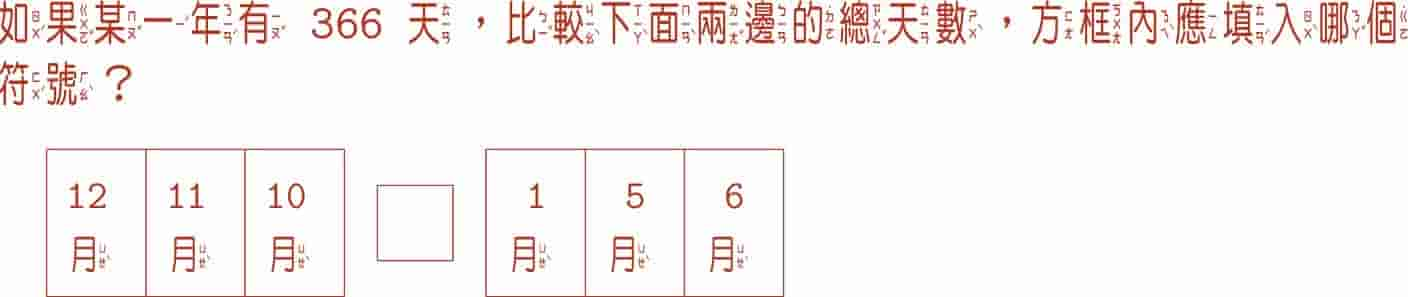 如果某一年有 366 天，比較下面兩邊的總天數，方框內應填入哪個
符號？
12 11 10 1 5 6
月 月 月 月 月 月